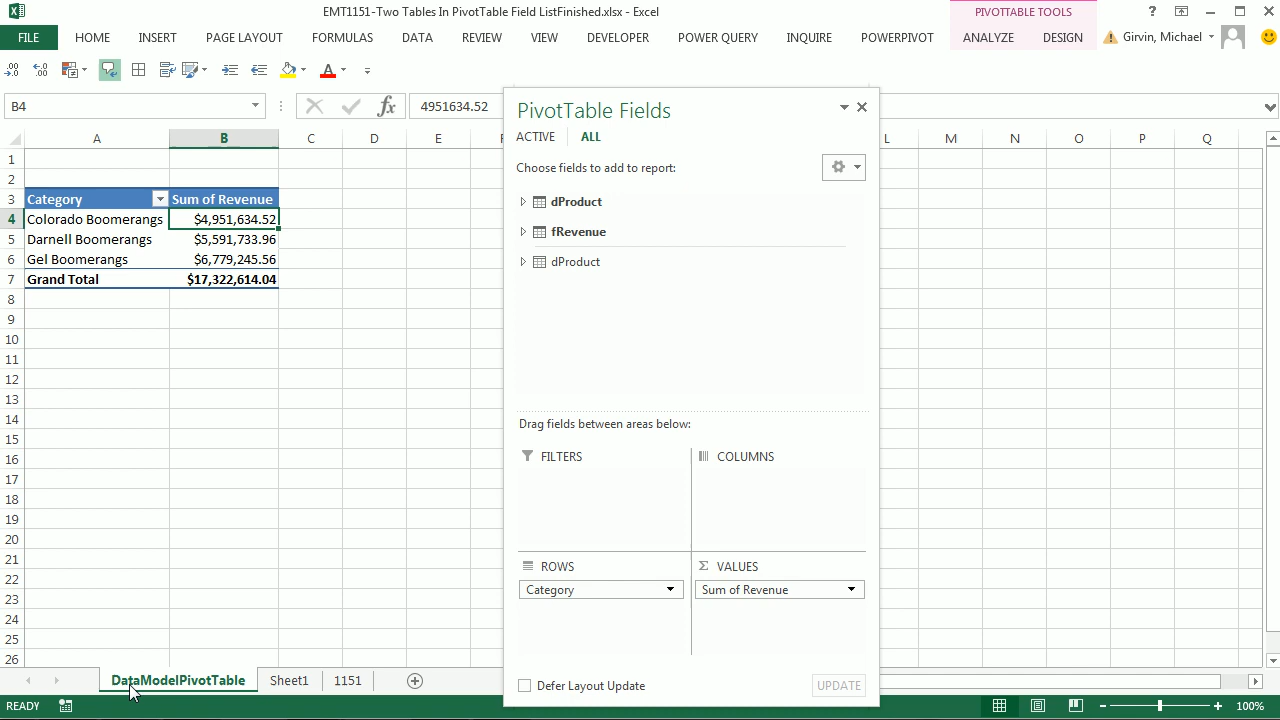 EMT1151-Two Tables In PivotTable Field ListFinished.xlsx - Excel
PIVOTTABLE TOOLS
?
FILE HOME INSERT PAGE LAYOUT FORMULAS DATA REVIEW VIEW DEVELOPER POWER QUERY INQUIRE POWERPIVOT ANALYZE DESIGN Girvin, Michael
B4 fx 4951634.52
PivotTable Fields
ACTIVE ALL
Choose fields to add to report:
dProduct
fRevenue
dProduct
Drag fields between areas below:
FILTERS COLUMNS
ROWS VALUES
Category Sum of Revenue
Defer Layout Update UPDATE
A B C D E F L M N O P Q
1
2
3 Category Sum of Revenue
4 Colorado Boomerangs $4,951,634.52
5 Darnell Boomerangs $5,591,733.96
6 Gel Boomerangs $6,779,245.56
7 Grand Total $17,322,614.04
8
9
10
11
12
13
14
15
16
17
18
19
20
21
22
23
24
25
26
DataModelPivotTable Sheet1 1151
READY 100%